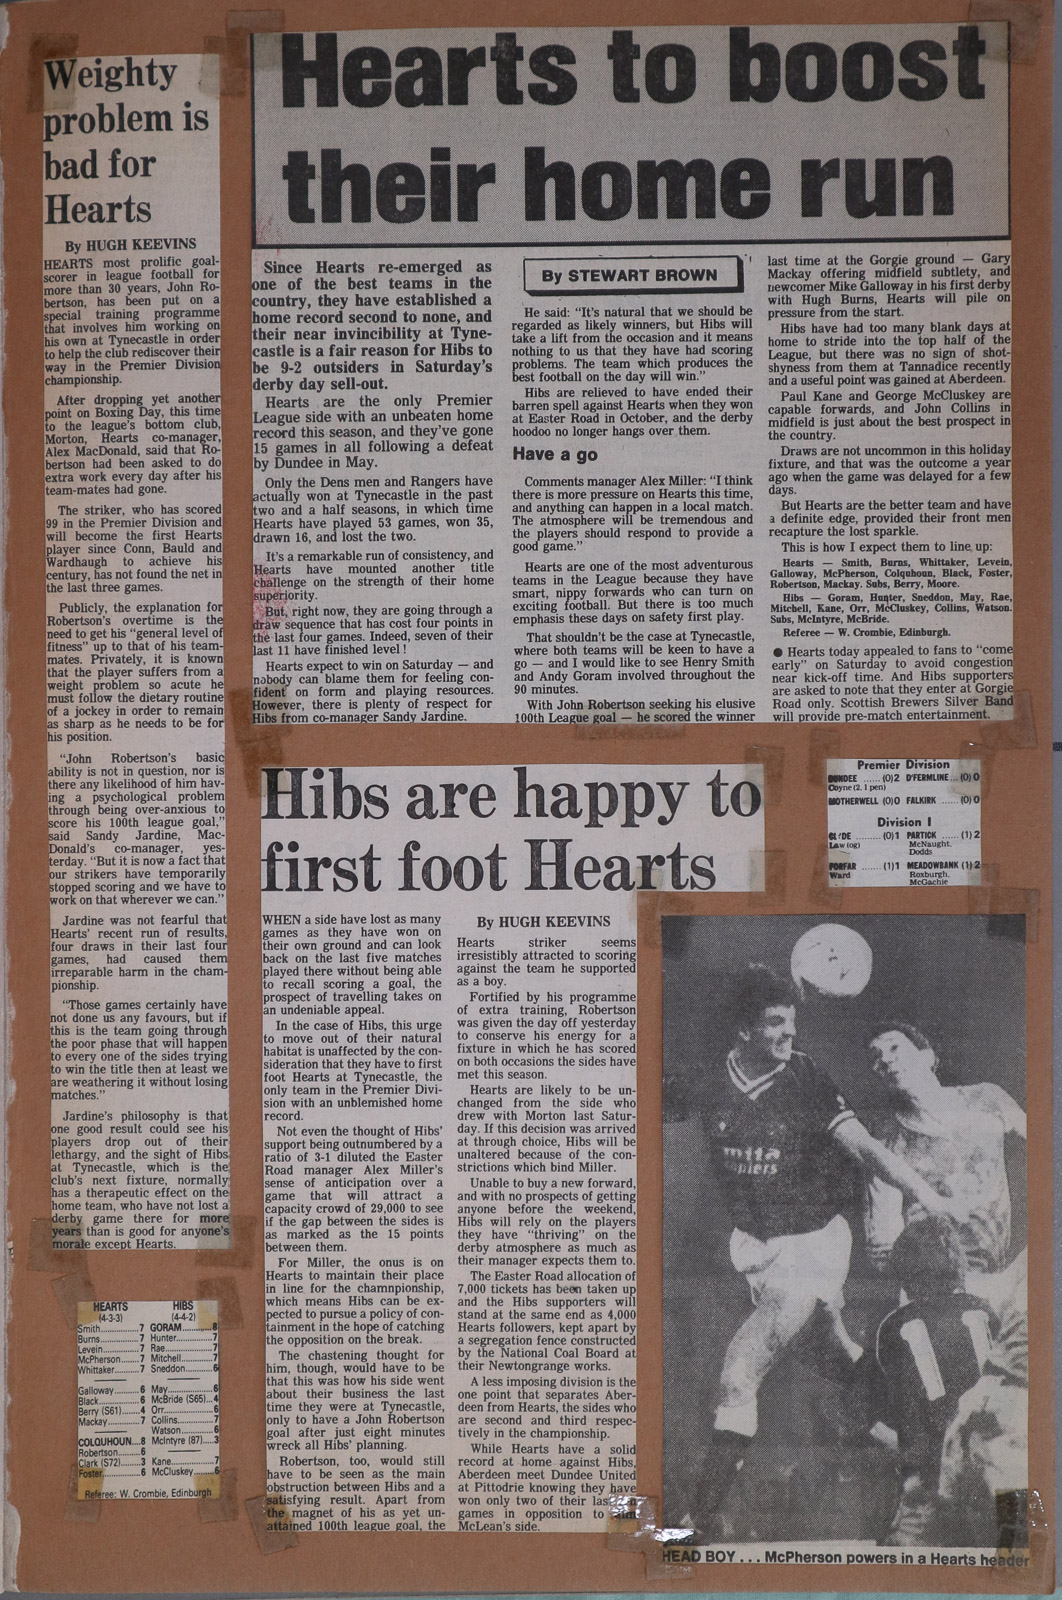 Weighty
problem is
bad for
Hearts
By HUGH KEEVINS
HEARTS most prolific goal-
scorer in league football for
more than 30 years, John Ro-
bertson, has been put on a
special training programme
that involves him working on
his own at Tynecastle in order
to help the club rediscover their
way in the Premier Division
championship.
After dropping yet another
point on Boxing Day, this time
to the league's bottom club,
Morton, Hearts co-manager,
Alex MacDonald, said that Ro-
bertson had been asked to do
extra work every day after his
team-mates had gone.
The striker, who has scored
99 in the Premier Division and
will become the first Hearts
player since Conn, Bauld and
Wardhaugh to achieve his
century, has not found the net in
the last three games.
Publicly, the explanation for
Robertson's overtime is the
need to get his "general level of
fitness" up to that of his team-
mates. Privately, it is known
that the player suffers from a
weight problem so acute he
must follow the dietary routine
of a jockey in order to remain
as sharp as he needs to be for
his position.
"John Robertson's basic
ability is not in question, nor is
there any likelihood of him hav-
ing a psychological problem
through being over-anxious to
score his 100th league goal,"
said Sandy Jardine, Mac-
Donald's co-manager, yes-
terday. "But it is now a fact that
our strikers have temporarily
stopped scoring and we have to
work on that wherever we can."
Jardine was not fearful that
Hearts' recent run of results,
four draws in their last four
games, had caused them
irreparable harm in the cham-
pionship.
"Those games certainly have
not done us any favours, but if
this is the team going through
the poor phase that will happen
to every one of the sides trying
to win the title then at least we
are weathering it without losing
matches."
Jardine's philosophy is that
one good result could see his
players drop out of their
lethargy, and the sight of Hibs
at Tynecastle, which is the
club's next fixture, normally
has a therapeutic effect on the
home team, who have not lost a
derby game there for more
years than is good for anyone's
morale except Hearts.
Hearts to boost
their home run
Since Hearts re-emerged as
one of the best teams in the
country, they have established a
home record second to none, and
their near invincibility at Tyne-
castle is a fair reason for Hibs to
be 9-2 outsiders in Saturday's
derby day sell-out.
Hearts are the only Premier
League side with an unbeaten home
record this season, and they've gone
15 games in all following a defeat
by Dundee in May.
Only the Dens men and Rangers have
actually won at Tynecastle in the past
two and a half seasons, in which time
Hearts have played 53 games, won 35,
drawn 16, and lost the two.
It's a remarkable run of consistency, and
Hearts have mounted another title
challenge on the strength of their home
superiority.
But, right now, they are going through a
draw sequence that has cost four points in
the last four games. Indeed, seven of their
last 11 have finished level!
Hearts expect to win on Saturday — and
nobody can blame them for feeling con-
fident on form and playing resources.
However, there is plenty of respect for
Hibs from co-manager Sandy Jardine.
By STEWART BROWN
He said: "It's natural that we should be
regarded as likely winners, but Hibs will
take a lift from the occasion and it means
nothing to us that they have had scoring
problems. The team which produces the
best football on the day will win."
Hibs are relieved to have ended their
barren spell against Hearts when they won
at Easter Road in October, and the derby
hoodoo no longer hangs over them.
Have a go
Comments manager Alex Miller: "I think
there is more pressure on Hearts this time,
and anything can happen in a local match.
The atmosphere will be tremendous and
the players should respond to provide a
good game."
Hearts are one of the most adventurous
teams in the League because they have
smart, nippy forwards who can turn on
exciting football. But there is too much
emphasis these days on safety first play.
That shouldn't be the case at Tynecastle,
where both teams will be keen to have a
go — and I would like to see Henry Smith
and Andy Goram involved throughout the
90 minutes.
With John Robertson seeking his elusive
100th League goal — he scored the winner
last time at the Gorgie ground — Gary
Mackay offering midfield subtlety, and
newcomer Mike Galloway in his first derby
with Hugh Burns, Hearts will pile on
pressure from the start.
Hibs have had too many blank days at
home to stride into the top half of the
League, but there was no sign of shot-
shyness from them at Tannadice recently
and a useful point was gained at Aberdeen.
Paul Kane and George McCluskey are
capable forwards, and John Collins in
midfield is just about the best prospect in
the country.
Draws are not uncommon in this holiday
fixture, and that was the outcome a year
ago when the game was delayed for a few
days.
But Hearts are the better team and have
a definite edge, provided their front men
recapture the lost sparkle.
This is how I expect them to line up:
Hearts — Smith, Burns, Whittaker, Levein,
Galloway, McPherson, Colquhoun, Black, Foster,
Robertson, Mackay. Subs, Berry, Moore.
Hibs — Goram, Hunter, Sneddon, May, Rae,
Mitchell, Kane, Orr, McCluskey, Collins, Watson.
Subs, McIntyre, McBride.
Referee — W. Crombie, Edinburgh.
● Hearts today appealed to fans to "come
early" on Saturday to avoid congestion
near kick-off time. And Hibs supporters
are asked to note that they enter at Gorgie
Road only. Scottish Brewers Silver Band
will provide pre-match entertainment.
Hibs are happy to
first foot Hearts
WHEN a side have lost as many
games as they have won on
their own ground and can look
back on the last five matches
played there without being able
to recall scoring a goal, the
prospect of travelling takes on
an undeniable appeal.
In the case of Hibs, this urge
to move out of their natural
habitat is unaffected by the con-
sideration that they have to first
foot Hearts at Tynecastle, the
only team in the Premier Divi-
sion with an unblemished home
record.
Not even the thought of Hibs'
support being outnumbered by a
ratio of 3-1 diluted the Easter
Road manager Alex Miller's
sense of anticipation over a
game that will attract a
capacity crowd of 29,000 to see
if the gap between the sides is
as marked as the 15 points
between them.
For Miller, the onus is on
Hearts to maintain their place
in line for the chamnpionship,
which means Hibs can be ex-
pected to pursue a policy of con-
tainment in the hope of catching
the opposition on the break.
The chastening thought for
him, though, would have to be
that this was how his side went
about their business the last
time they were at Tynecastle,
only to have a John Robertson
goal after just eight minutes
wreck all Hibs' planning.
Robertson, too, would still
have to be seen as the main
obstruction between Hibs and a
satisfying result. Apart from
the magnet of his as yet un-
attained 100th league goal, the
By HUGH KEEVINS
Hearts striker seems
irresistibly attracted to scoring
against the team he supported
as a boy.
Fortified by his programme
of extra training, Robertson
was given the day off yesterday
to conserve his energy for a
fixture in which he has scored
on both occasions the sides have
met this season.
Hearts are likely to be un-
changed from the side who
drew with Morton last Satur-
day. If this decision was arrived
at through choice, Hibs will be
unaltered because of the con-
strictions which bind Miller.
Unable to buy a new forward,
and with no prospects of getting
anyone before the weekend,
Hibs will rely on the players
they have "thriving" on the
derby atmosphere as much as
their manager expects them to.
The Easter Road allocation of
7,000 tickets has been taken up
and the Hibs supporters will
stand at the same end as 4,000
Hearts followers, kept apart by
a segregation fence constructed
by the National Coal Board at
their Newtongrange works.
A less imposing division is the
one point that separates Aber-
deen from Hearts, the sides who
are second and third respec-
tively in the championship.
While Hearts have a solid
record at home against Hibs,
Aberdeen meet Dundee United
at Pittodrie knowing they have
won only two of their last
games in opposition to Jim
McLean's side.
Premier Division
DUNDEE ...... (0)2 D'FERMLINE ... (0) 0
Coyne (2, 1 pen)
MOTHERWELL (0)0 FALKIRK ...... (0) 0
Division I
CLYDE ...... (0)1 PARTICK ...... (1) 2
Law (og) McNaught,
Dodds
FORFAR ...... (1)1 MEADOWBANK (1) 2
Ward Roxburgh,
McGachie
mita
copiers
HEAD BOY ... McPherson powers in a Hearts header
HEARTS HIBS
(4-3-3) (4-4-2)
Smith......7 GORAM......8
Burns......7 Hunter......7
Levein......7 Rae......7
McPherson......7 Mitchell......7
Whittaker......7 Sneddon......6
Galloway......6 May......6
Black......6 McBride (S65)...4
Berry (S61)......4 Orr......6
Mackay......7 Collins......7
Watson......6
COLQUHOUN....8 McIntyre (87)....3
Robertson......6
Clark (S72)......3 Kane......7
Foster......6 McCluskey......6
Referee: W. Crombie, Edinburgh